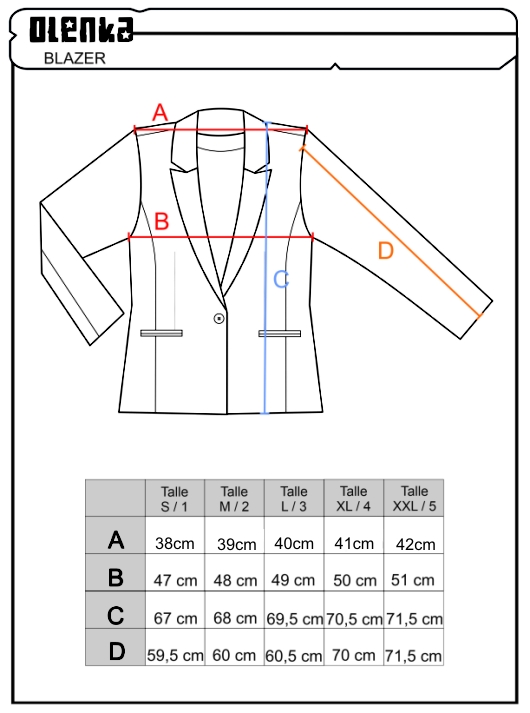 OLENKA
BLAZER
A
B
C
D
Talle S / 1 Talle M / 2 Talle L / 3 Talle XL / 4 Talle XXL / 5
A 38cm 39cm 40cm 41cm 42cm
B 47 cm 48 cm 49 cm 50 cm 51 cm
C 67 cm 68 cm 69,5 cm 70,5 cm 71,5 cm
D 59,5 cm 60 cm 60,5 cm 70 cm 71,5 cm